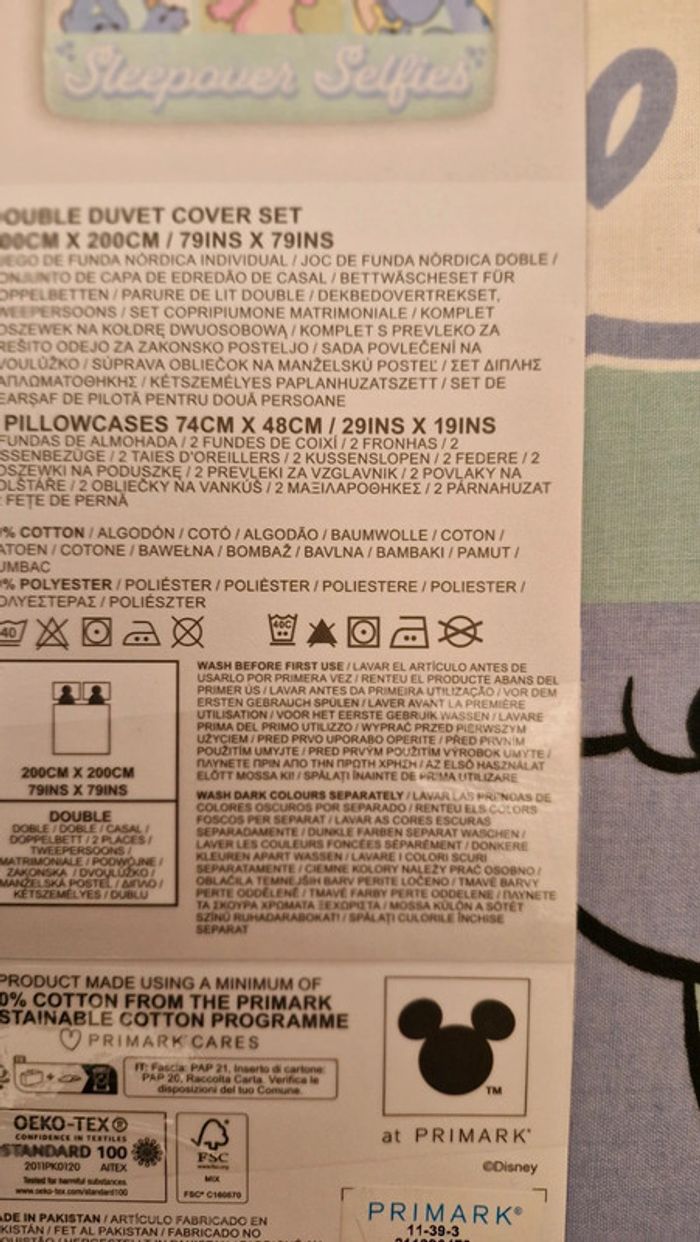 Sleepover Selfies
OUBLE DUVET COVER SET
00CM X 200CM / 79INS X 79INS
EGO DE FUNDA NÓRDICA INDIVIDUAL / JOC DE FUNDA NÓRDICA DOBLE /
ONJUNTO DE CAPA DE EDREDÃO DE CASAL / BETTWÄSCHESET FÜR
OPPELBETTEN / PARURE DE LIT DOUBLE / DEKBEDOVERTREKSET,
WEEPERSOONS / SET COPRIPIUMONE MATRIMONIALE / KOMPLET
OSZEWEK NA KOŁDRĘ DWUOSOBOWĄ / KOMPLET S PREVLEKO ZA
REŠITO ODEJO ZA ZAKONSKO POSTELJO / SADA POVLEČENÍ NA
VOULŮŽKO / SÚPRAVA OBLIEČOK NA MANŽELSKÚ POSTEĽ / ΣΕΤ ΔΙΠΛΗΣ
ΑΠΛΩΜΑΤΟΘΗΚΗΣ / KÉTSZEMÉLYES PAPLANHUZATSZETT / SET DE
EARȘAF DE PILOTĂ PENTRU DOUĂ PERSOANE
PILLOWCASES 74CM X 48CM / 29INS X 19INS
FUNDAS DE ALMOHADA / 2 FUNDES DE COIXÍ / 2 FRONHAS / 2
SSENBEZÜGE / 2 TAIES D'OREILLERS / 2 KUSSENSLOPEN / 2 FEDERE / 2
OSZEWKI NA PODUSZKĘ / 2 PREVLEKI ZA VZGLAVNIK / 2 POVLAKY NA
OLŠTÁŘE / 2 OBLIEČKY NA VANKÚŠ / 2 ΜΑΞΙΛΑΡΟΘΗΚΕΣ / 2 PÁRNAHUZAT
FEȚE DE PERNĂ
% COTTON / ALGODÓN / COTÓ / ALGODÃO / BAUMWOLLE / COTON /
ATOEN / COTONE / BAWEŁNA / BOMBAŽ / BAVLNA / BAMBAKI / PAMUT /
UMBAC
% POLYESTER / POLIÉSTER / POLIÈSTER / POLIESTERE / POLIESTER /
ΟΛΥΕΣΤΕΡΑΣ / POLIÉSZTER
40 40C
WASH BEFORE FIRST USE / LAVAR EL ARTÍCULO ANTES DE
USARLO POR PRIMERA VEZ / RENTEU EL PRODUCTE ABANS DEL
PRIMER ÚS / LAVAR ANTES DA PRIMEIRA UTILIZAÇÃO / VOR DEM
ERSTEN GEBRAUCH SPÜLEN / LAVER AVANT LA PREMIÈRE
UTILISATION / VOOR HET EERSTE GEBRUIK WASSEN / LAVARE
PRIMA DEL PRIMO UTILIZZO / WYPRAĆ PRZED PIERWSZYM
UŻYCIEM / PRED PRVO UPORABO OPERITE / PŘED PRVNÍM
POUŽITÍM UMYJTE / PRED PRVÝM POUŽITÍM VÝROBOK UMYTE /
ΠΛΥΝΕΤΕ ΠΡΙΝ ΑΠΟ ΤΗΝ ΠΡΩΤΗ ΧΡΗΣΗ / AZ ELSŐ HASZNÁLAT
ELŐTT MOSSA KI! / SPĂLAȚI ÎNAINTE DE PRIMA UTILIZARE
200CM X 200CM
79INS X 79INS
DOUBLE
DOBLE / DOBLE / CASAL /
DOPPELBETT / 2 PLACES /
TWEEPERSOONS /
MATRIMONIALE / PODWÓJNE /
ZAKONSKA / DVOULŮŽKO /
MANŽELSKÁ POSTEĽ / ΔΙΠΛΟ /
KÉTSZEMÉLYES / DUBLU
WASH DARK COLOURS SEPARATELY / LAVAR LAS PRENDAS DE
COLORES OSCUROS POR SEPARADO / RENTEU ELS COLORS
FOSCOS PER SEPARAT / LAVAR AS CORES ESCURAS
SEPARADAMENTE / DUNKLE FARBEN SEPARAT WASCHEN /
LAVER LES COULEURS FONCÉES SÉPARÉMENT / DONKERE
KLEUREN APART WASSEN / LAVARE I COLORI SCURI
SEPARATAMENTE / CIEMNE KOLORY NALEŻY PRAĆ OSOBNO /
OBLAČILA TEMNEJŠIH BARV PERITE LOČENO / TMAVÉ BARVY
PERTE ODDĚLENĚ / TMAVÉ FARBY PERTE ODDELENE / ΠΛΥΝΕΤΕ
ΤΑ ΣΚΟΥΡΑ ΧΡΩΜΑΤΑ ΞΕΧΩΡΙΣΤΑ / MOSSA KÜLÖN A SÖTÉT
SZÍNŰ RUHADARABOKAT! / SPĂLAȚI CULORILE ÎNCHISE
SEPARAT
PRODUCT MADE USING A MINIMUM OF
0% COTTON FROM THE PRIMARK
STAINABLE COTTON PROGRAMME
PRIMARK CARES
IT: Fascia: PAP 21, Inserto di cartone:
PAP 20. Raccolta Carta. Verifica le
disposizioni del tuo Comune.
TM
at PRIMARK®
©Disney
OEKO-TEX®
CONFIDENCE IN TEXTILES
STANDARD 100
2011PK0120 AITEX
Tested for harmful substances
www.oeko-tex.com/standard100
FSC
MIX
FSC® C160570
ADE IN PAKISTAN / ARTÍCULO FABRICADO EN
KISTÁN / FET AL PAKISTAN / FABRICADO NO
PRIMARK®
11-39-3